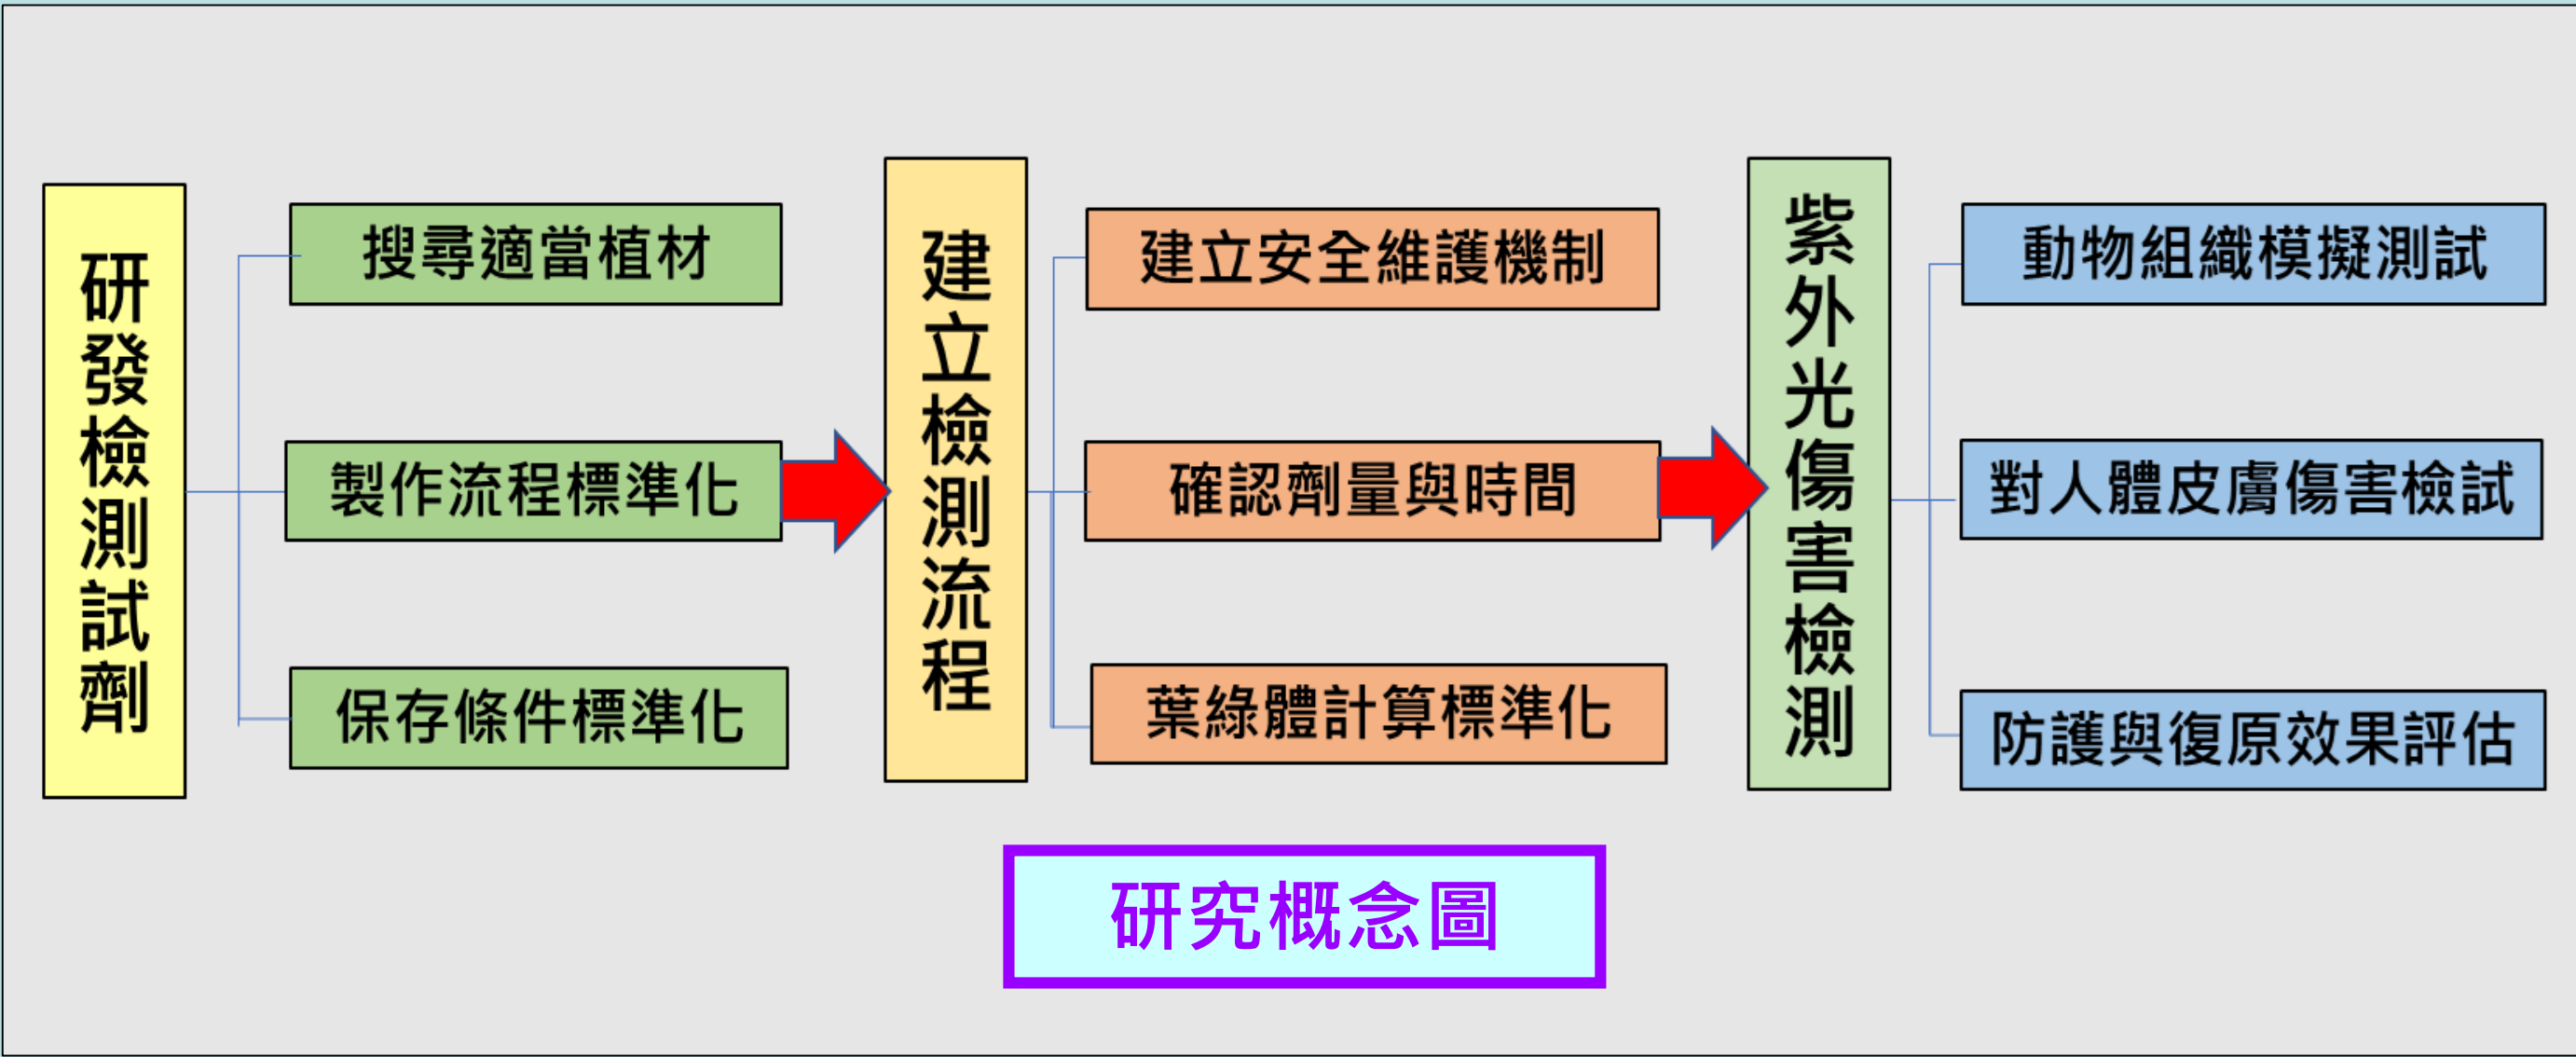 研發檢測試劑
搜尋適當植材
製作流程標準化
保存條件標準化
建立檢測流程
建立安全維護機制
確認劑量與時間
葉綠體計算標準化
紫外光傷害檢測
動物組織模擬測試
對人體皮膚傷害檢試
防護與復原效果評估
研究概念圖